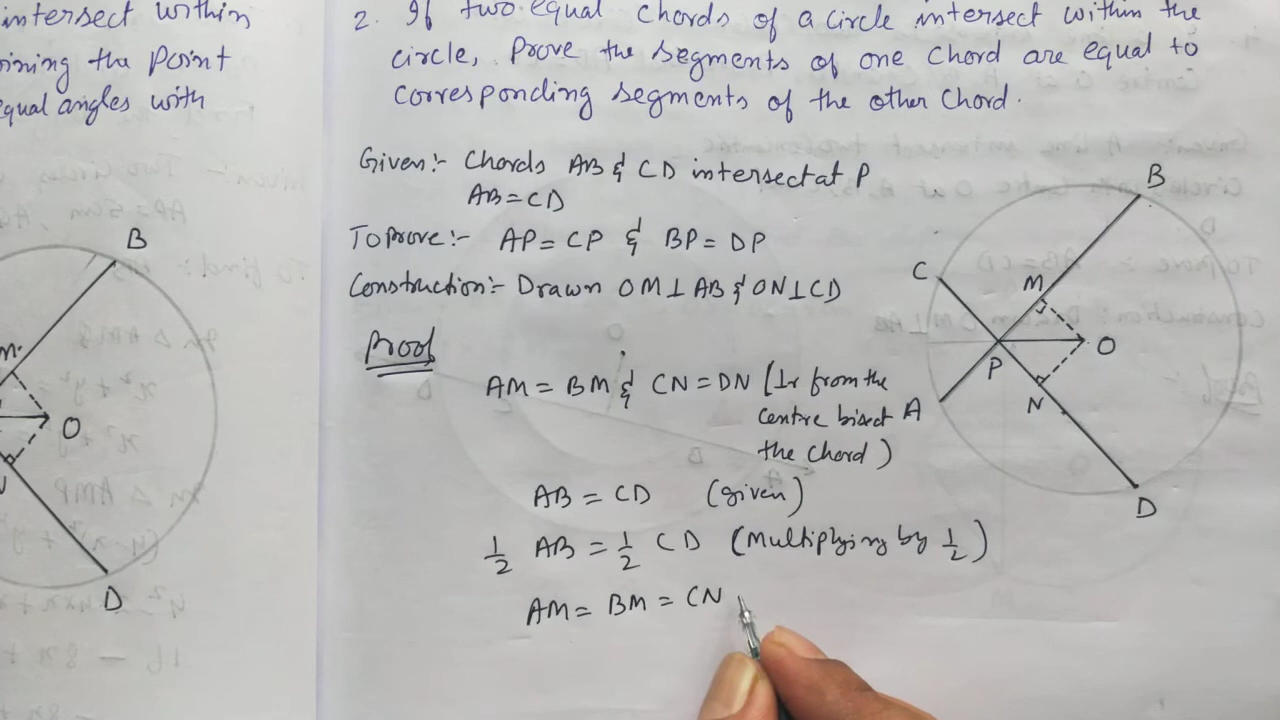 intersect within
ining the point
qual angles with
B
M
O
D
2. If two equal chords of a circle intersect within the
circle, prove the segments of one chord are equal to
corresponding segments of the other chord.
Given:- Chords AB & CD intersect at P
AB = CD
To prove:- AP = CP & BP = DP
Construction:- Drawn OM ⊥ AB & ON ⊥ CD
Proof
AM = BM & CN = DN [⊥r from the
centre bisect
the chord)
AB = CD (given)
1/2 AB = 1/2 CD (Multiplying by 1/2)
AM = BM = CN
B
C
M
O
P
N
A
D